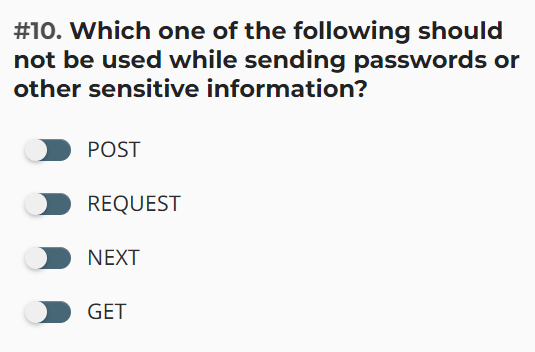 #10. Which one of the following should
not be used while sending passwords or
other sensitive information?
POST
REQUEST
NEXT
GET